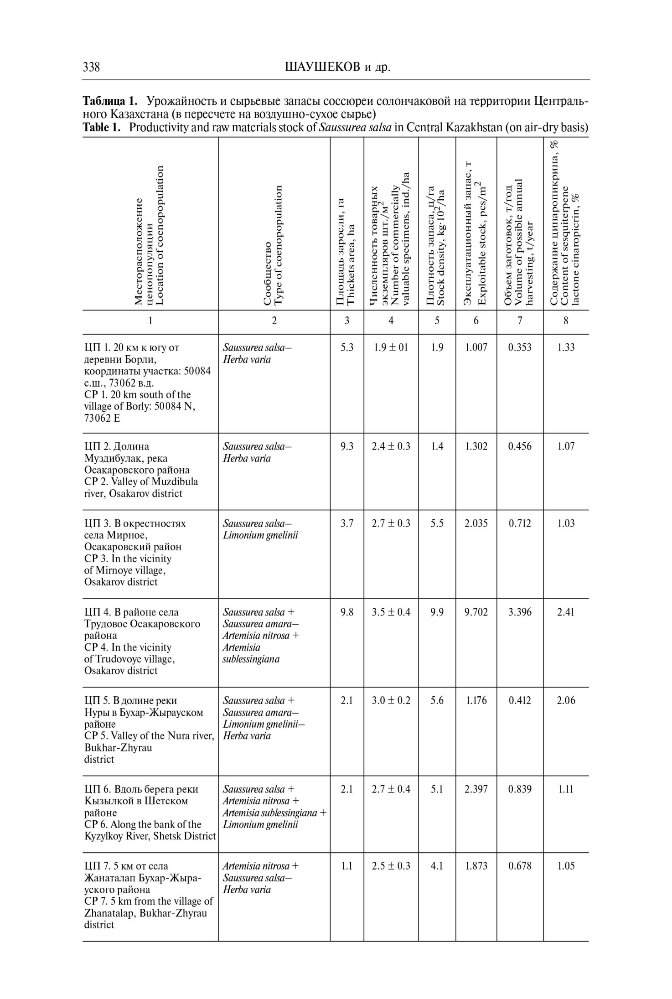 338
ШАУШЕКОВ и др.
Таблица 1. Урожайность и сырьевые запасы соссюреи солончаковой на территории Централь-
ного Казахстана (в пересчете на воздушно-сухое сырье)
Table 1. Productivity and raw materials stock of Saussurea salsa in Central Kazakhstan (on air-dry basis)
Месторасположение
ценопопуляции
Location of coenopopulation
Сообщество
Type of coenopopulation
Площадь заросли, га
Thickets area, ha
Численность товарных
экземпляров шт./м²
Number of commercially
valuable specimens, ind./ha
Плотность запаса, ц/га
Stock density, kg·10²/ha
Эксплуатационный запас, т
Exploitable stock, pcs/m²
Объем заготовок, т/год
Volume of possible annual
harvesting, t/year
Содержание цинаропикрина, %
Content of sesquiterpene
lactone cinaropicrin, %
1 2 3 4 5 6 7 8
ЦП 1. 20 км к югу от
деревни Борли,
координаты участка: 50084
с.ш., 73062 в.д.
CP 1. 20 km south of the
village of Borly: 50084 N,
73062 E
Saussurea salsa–
Herba varia
5.3 1.9 ± 01 1.9 1.007 0.353 1.33
ЦП 2. Долина
Муздибулак, река
Осакаровского района
CP 2. Valley of Muzdibula
river, Osakarov district
Saussurea salsa–
Herba varia
9.3 2.4 ± 0.3 1.4 1.302 0.456 1.07
ЦП 3. В окрестностях
села Мирное,
Осакаровский район
CP 3. In the vicinity
of Mirnoye village,
Osakarov district
Saussurea salsa–
Limonium gmelinii
3.7 2.7 ± 0.3 5.5 2.035 0.712 1.03
ЦП 4. В районе села
Трудовое Осакаровского
района
CP 4. In the vicinity
of Trudovoye village,
Osakarov district
Saussurea salsa +
Saussurea amara–
Artemisia nitrosa +
Artemisia
sublessingiana
9.8 3.5 ± 0.4 9.9 9.702 3.396 2.41
ЦП 5. В долине реки
Нуры в Бухар-Жырауском
районе
CP 5. Valley of the Nura river,
Bukhar-Zhyrau
district
Saussurea salsa +
Saussurea amara–
Limonium gmelinii–
Herba varia
2.1 3.0 ± 0.2 5.6 1.176 0.412 2.06
ЦП 6. Вдоль берега реки
Кызылкой в Шетском
районе
CP 6. Along the bank of the
Kyzylkoy River, Shetsk District
Saussurea salsa +
Artemisia nitrosa +
Artemisia sublessingiana +
Limonium gmelinii
2.1 2.7 ± 0.4 5.1 2.397 0.839 1.11
ЦП 7. 5 км от села
Жанаталап Бухар-Жыра-
уского района
CP 7. 5 km from the village of
Zhanatalap, Bukhar-Zhyrau
district
Artemisia nitrosa +
Saussurea salsa–
Herba varia
1.1 2.5 ± 0.3 4.1 1.873 0.678 1.05